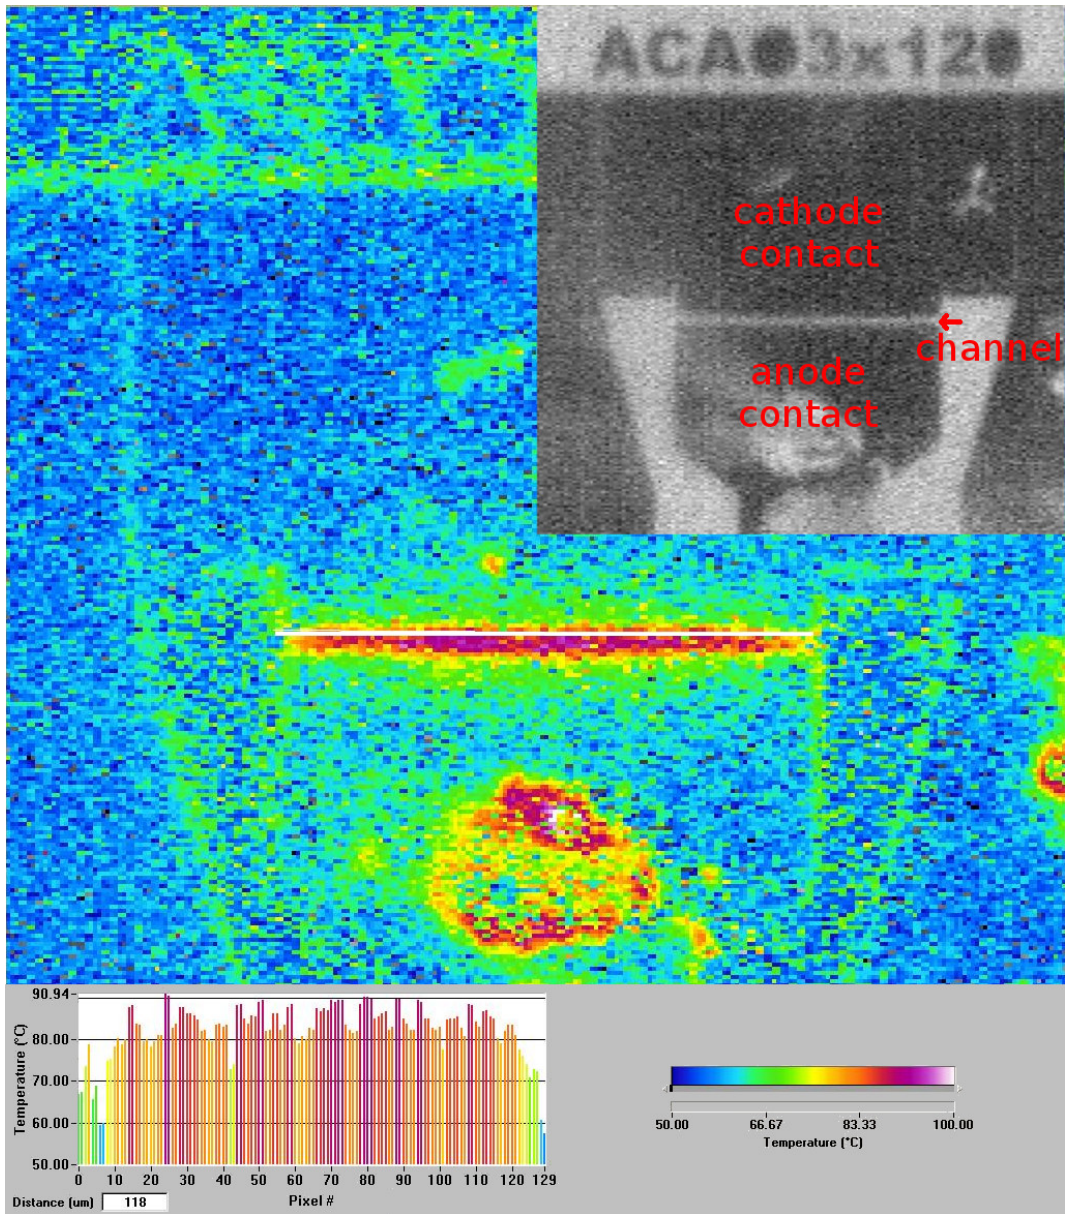 ACA●3x12●
cathode
contact
channel
anode
contact
90.94
80.00
70.00
60.00
50.00
Temperature (°C)
0 10 20 30 40 50 60 70 80 90 100 110 120 129
Pixel #
Distance (um) 118
50.00 66.67 83.33 100.00
Temperature (°C)